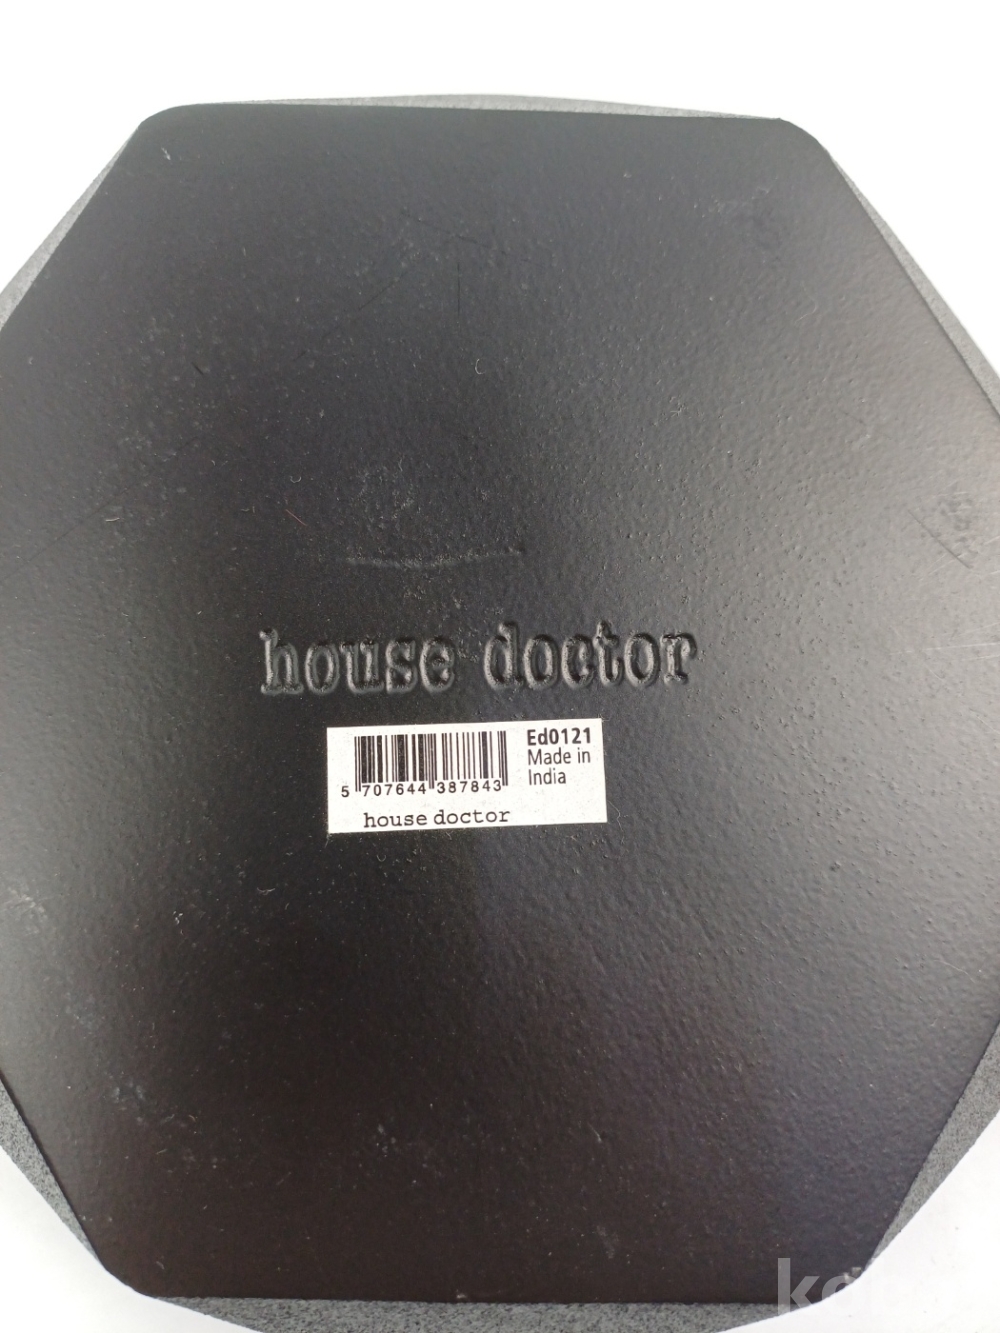 house doctor
Ed0121
Made in
India
5 707644 387843
house doctor